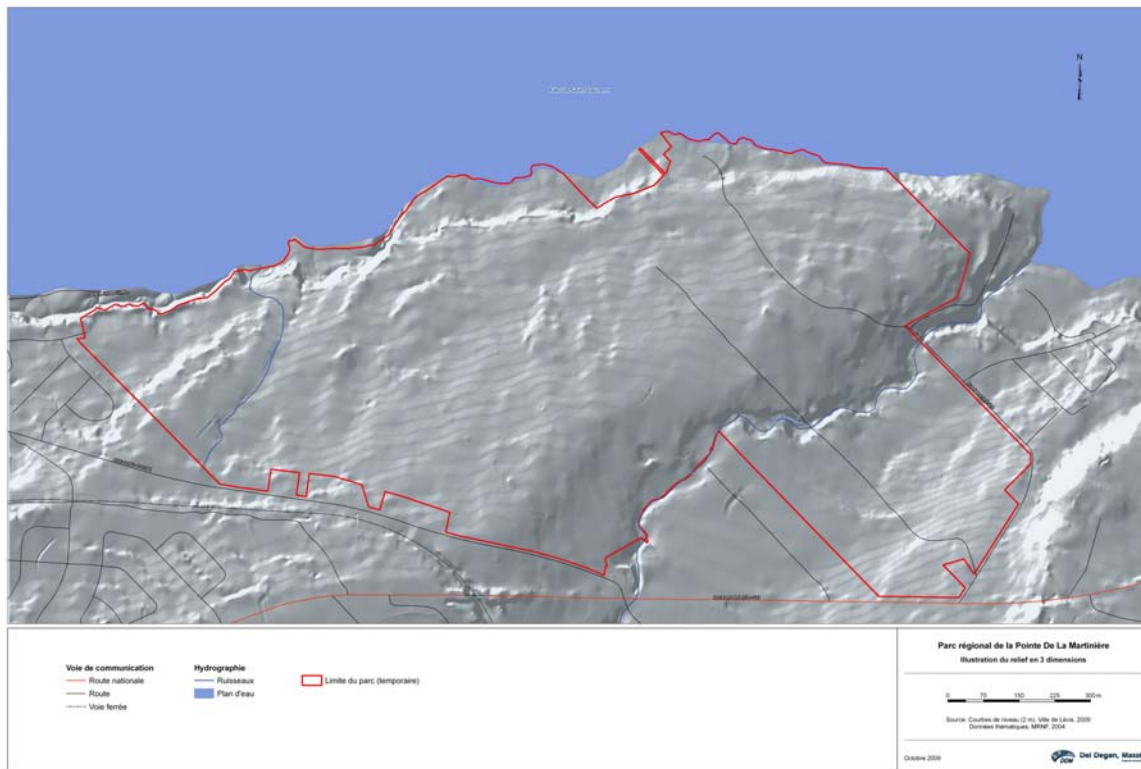 N
Voie de communication
Route nationale
Route
Voie ferrée
Hydrographie
Ruisseaux
Plan d'eau
Limite du parc (temporaire)
Parc régional de la Pointe De La Martinière
Illustration du relief en 3 dimensions
0 75 150 225 300 m
Source: Courbes de niveau (2 m), Ville de Lévis, 2009
Données thématiques, MRNF, 2004
Octobre 2009
DDM Del Degan, Massé